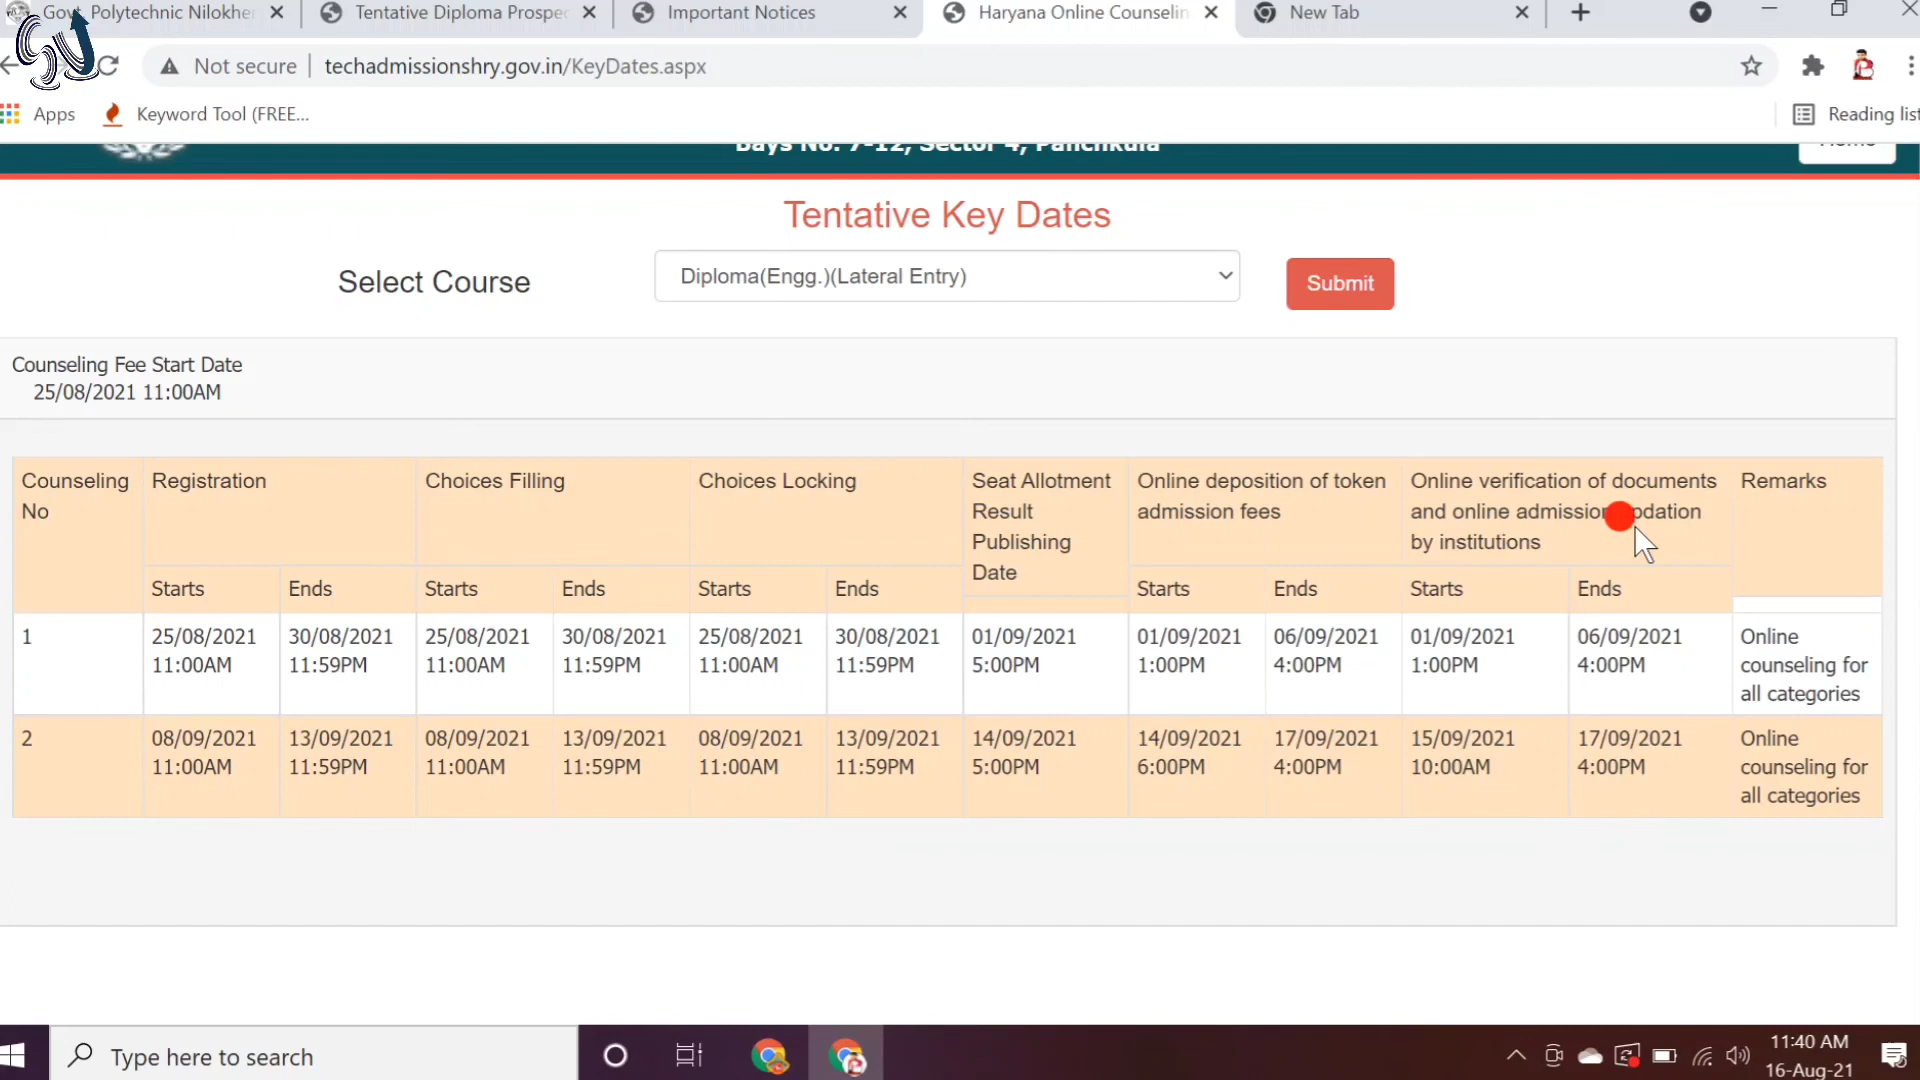 Govt. Polytechnic Nilokher
Tentative Diploma Prospec
Important Notices
Haryana Online Counselin
New Tab
Not secure
techadmissionshry.gov.in/KeyDates.aspx
Apps
Keyword Tool (FREE...
Reading list
Bays No. 7-12, Sector 4, Panchkula
Home
Tentative Key Dates
Select Course
Diploma(Engg.)(Lateral Entry)
Submit
Counseling Fee Start Date
25/08/2021 11:00AM
Counseling
No
Registration
Choices Filling
Choices Locking
Seat Allotment
Result
Publishing
Date
Online deposition of token
admission fees
Online verification of documents
and online admission updation
by institutions
Remarks
Starts
Ends
Starts
Ends
Starts
Ends
Starts
Ends
Starts
Ends
1
25/08/2021
11:00AM
30/08/2021
11:59PM
25/08/2021
11:00AM
30/08/2021
11:59PM
25/08/2021
11:00AM
30/08/2021
11:59PM
01/09/2021
5:00PM
01/09/2021
1:00PM
06/09/2021
4:00PM
01/09/2021
1:00PM
06/09/2021
4:00PM
Online
counseling for
all categories
2
08/09/2021
11:00AM
13/09/2021
11:59PM
08/09/2021
11:00AM
13/09/2021
11:59PM
08/09/2021
11:00AM
13/09/2021
11:59PM
14/09/2021
5:00PM
14/09/2021
6:00PM
17/09/2021
4:00PM
15/09/2021
10:00AM
17/09/2021
4:00PM
Online
counseling for
all categories
Type here to search
11:40 AM
16-Aug-21